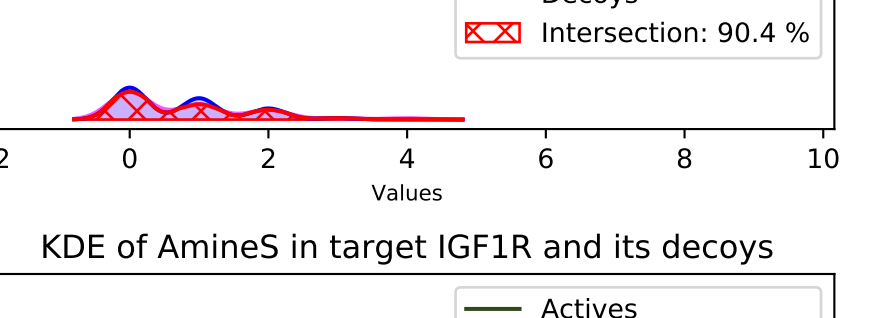 Decoys
Intersection: 90.4 %
0 2 4 6 8 10
Values
KDE of AmineS in target IGF1R and its decoys
Actives